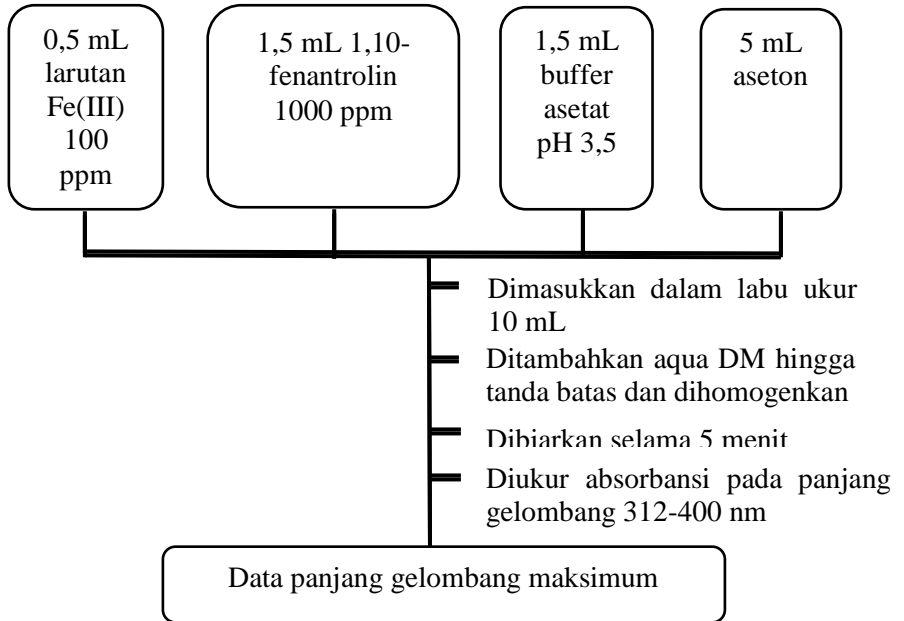 0,5 mL
larutan
Fe(III)
100
ppm
1,5 mL 1,10-
fenantrolin
1000 ppm
1,5 mL
buffer
asetat
pH 3,5
5 mL
aseton
Dimasukkan dalam labu ukur
10 mL
Ditambahkan aqua DM hingga
tanda batas dan dihomogenkan
Dibiarkan selama 5 menit
Diukur absorbansi pada panjang
gelombang 312-400 nm
Data panjang gelombang maksimum